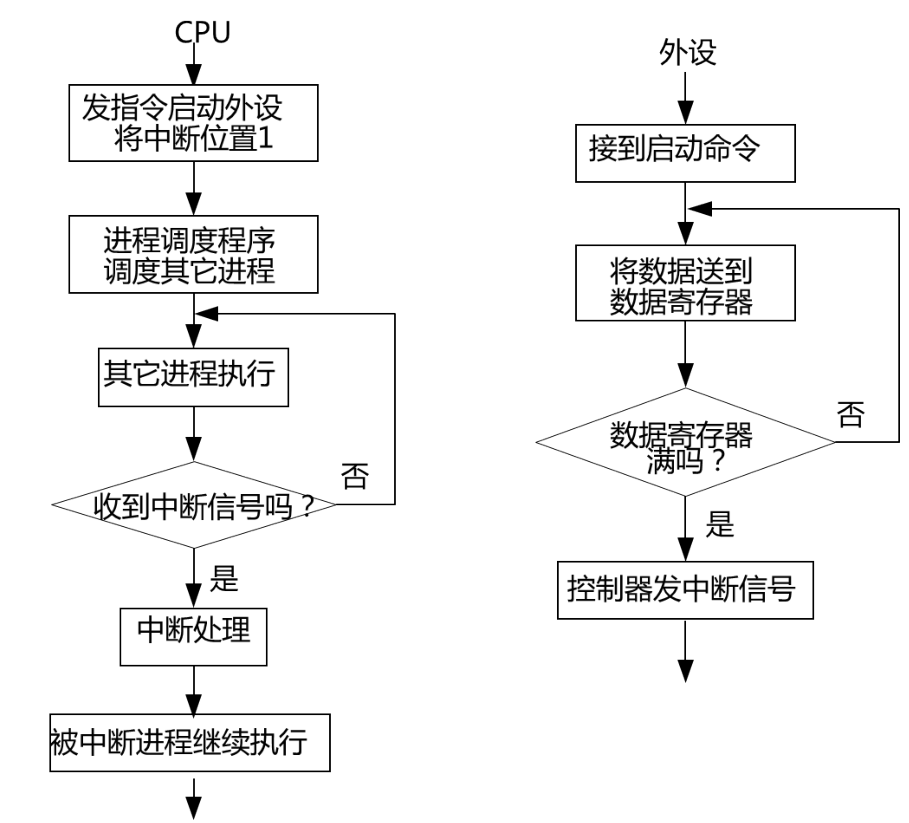 CPU
发指令启动外设
将中断位置1
进程调度程序
调度其它进程
其它进程执行
收到中断信号吗？
否
是
中断处理
被中断进程继续执行
外设
接到启动命令
将数据送到
数据寄存器
数据寄存器
满吗？
否
是
控制器发中断信号